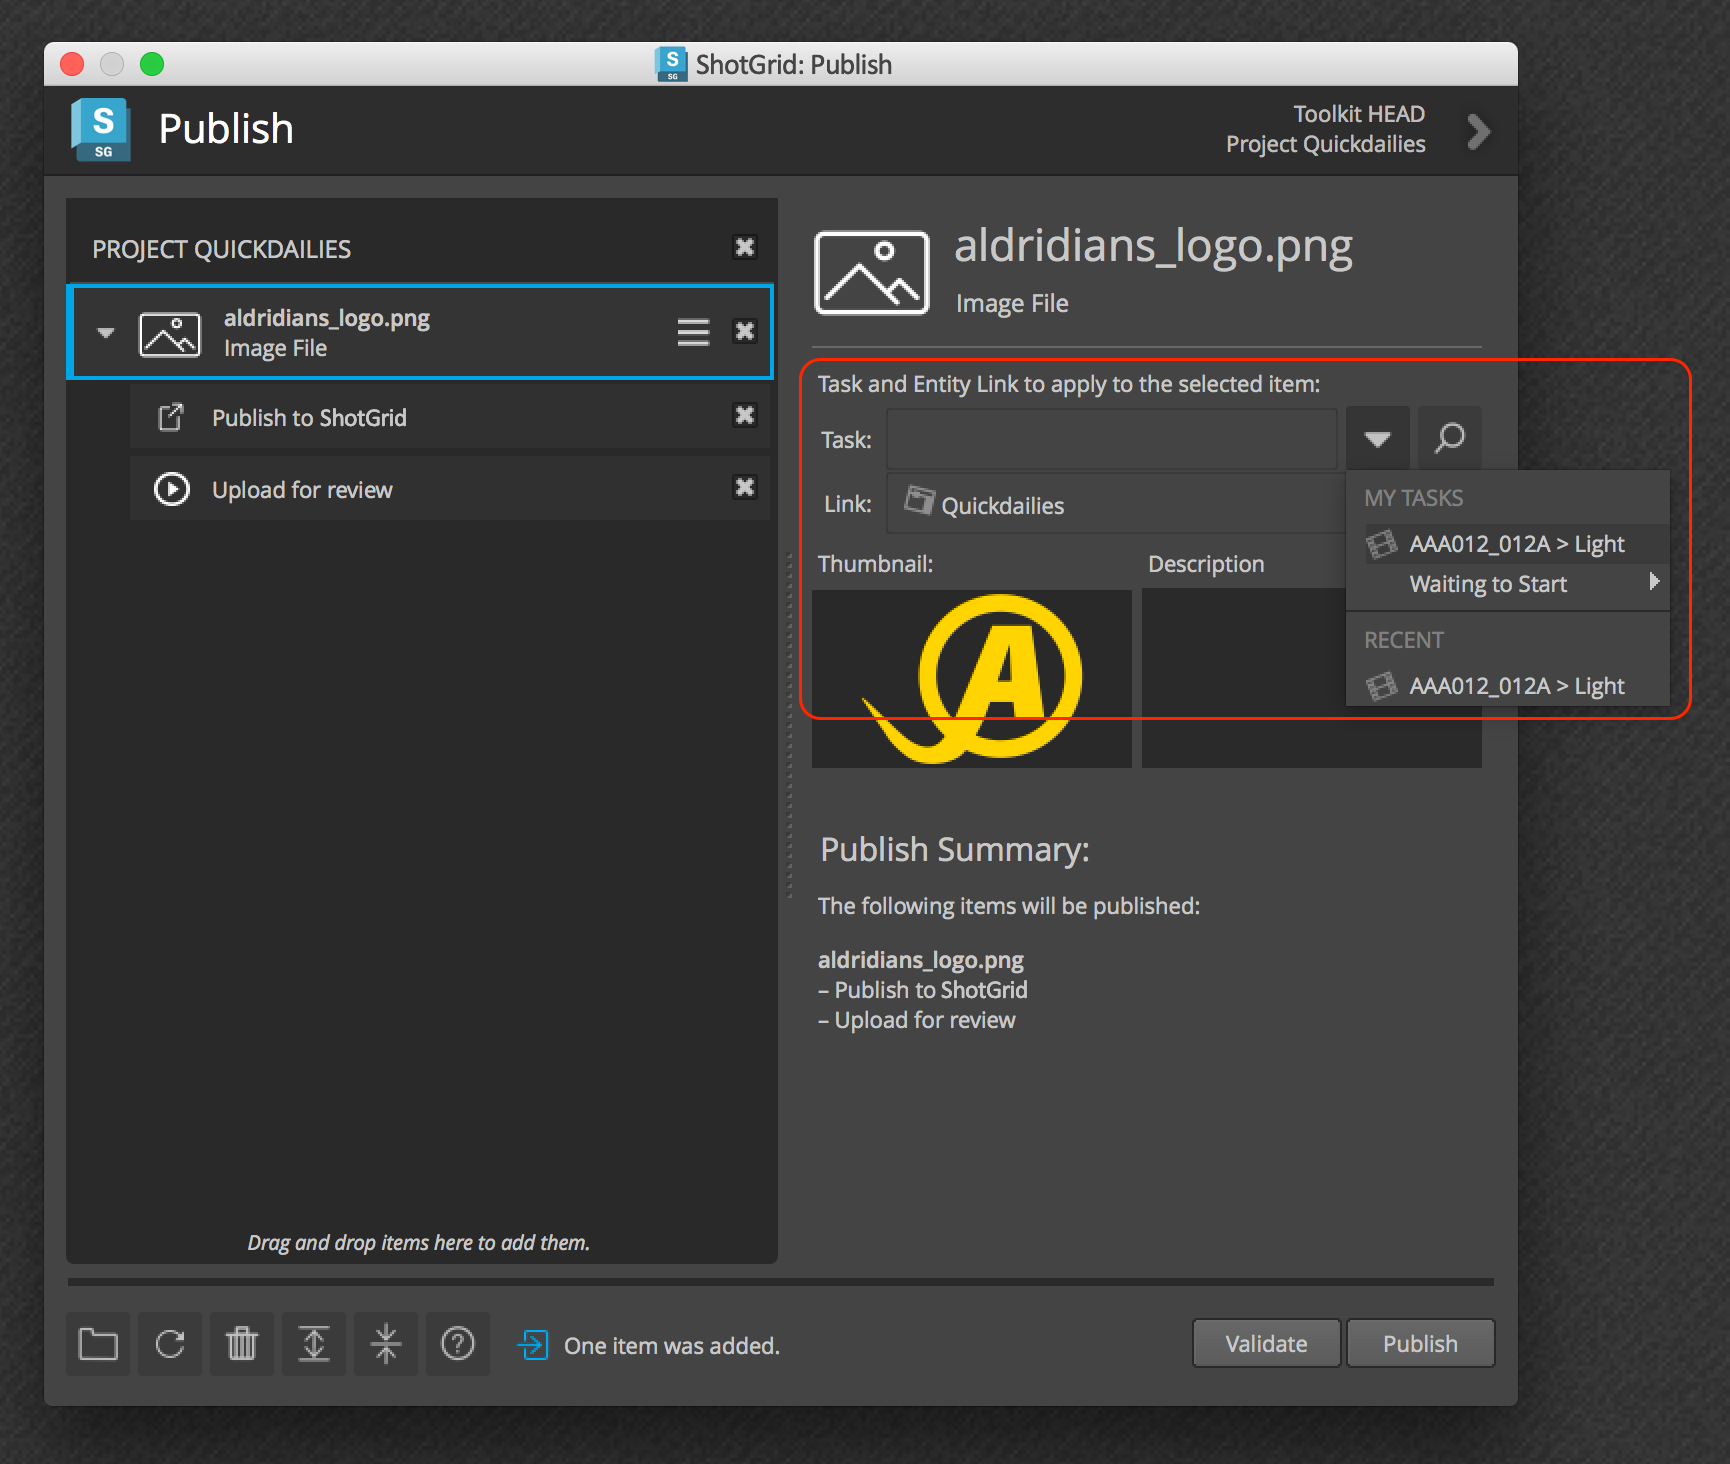 S SG ShotGrid: Publish
S SG Publish
Toolkit HEAD
Project Quickdailies
PROJECT QUICKDAILIES
aldridians_logo.png
Image File
Publish to ShotGrid
Upload for review
Drag and drop items here to add them.
aldridians_logo.png
Image File
Task and Entity Link to apply to the selected item:
Task:
Link: Quickdailies
MY TASKS
AAA012_012A > Light
Waiting to Start
RECENT
AAA012_012A > Light
Thumbnail: Description
A
Publish Summary:
The following items will be published:
aldridians_logo.png
– Publish to ShotGrid
– Upload for review
? One item was added.
Validate Publish